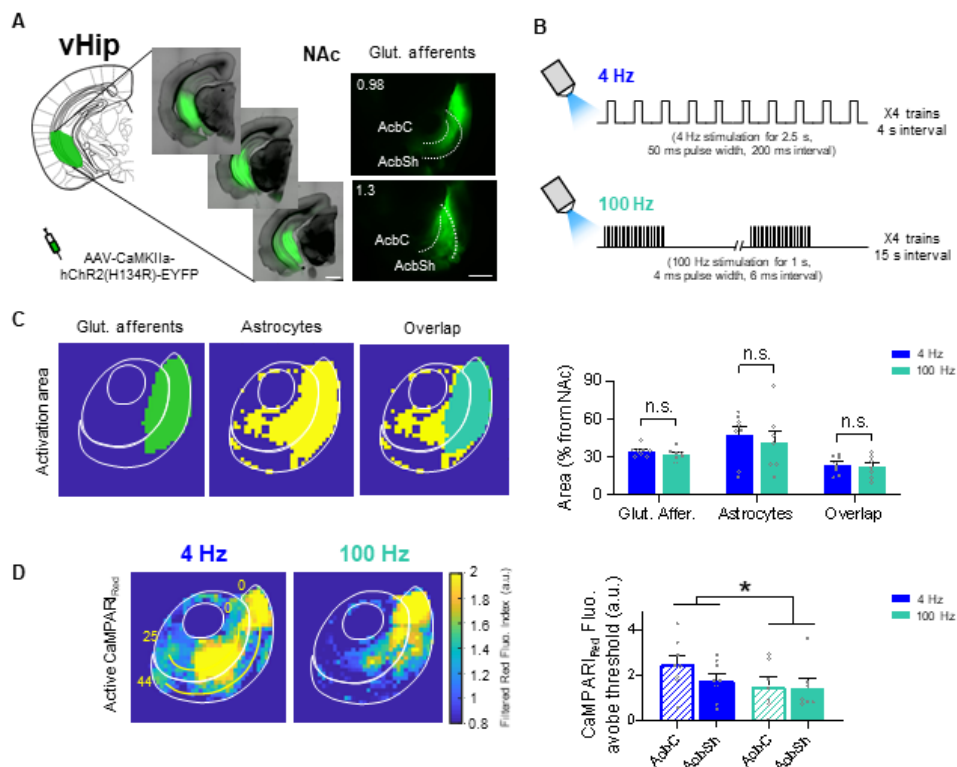 A
vHip
NAc
Glut. afferents
0.98
AcbC
AcbSh
1.3
AcbC
AcbSh
AAV-CaMKIIa-
hChR2(H134R)-EYFP
B
4 Hz
X4 trains
4 s interval
(4 Hz stimulation for 2.5 s,
50 ms pulse width, 200 ms interval)
100 Hz
X4 trains
15 s interval
(100 Hz stimulation for 1 s,
4 ms pulse width, 6 ms interval)
C
Glut. afferents
Astrocytes
Overlap
Activation area
4 Hz
100 Hz
n.s.
n.s.
n.s.
Area (% from NAc)
90
60
30
0
Glut. Affer.
Astrocytes
Overlap
D
4 Hz
100 Hz
Active CaMPARIRed
0
0
25
44
2
1.8
1.6
1.4
1.2
1
0.8
Filtered Red Fluo. Index (a.u.)
4 Hz
100 Hz
*
CaMPARIRed Fluo.
avobe threshold (a.u.)
4
2
0
AcbC
AcbSh
AcbC
AcbSh